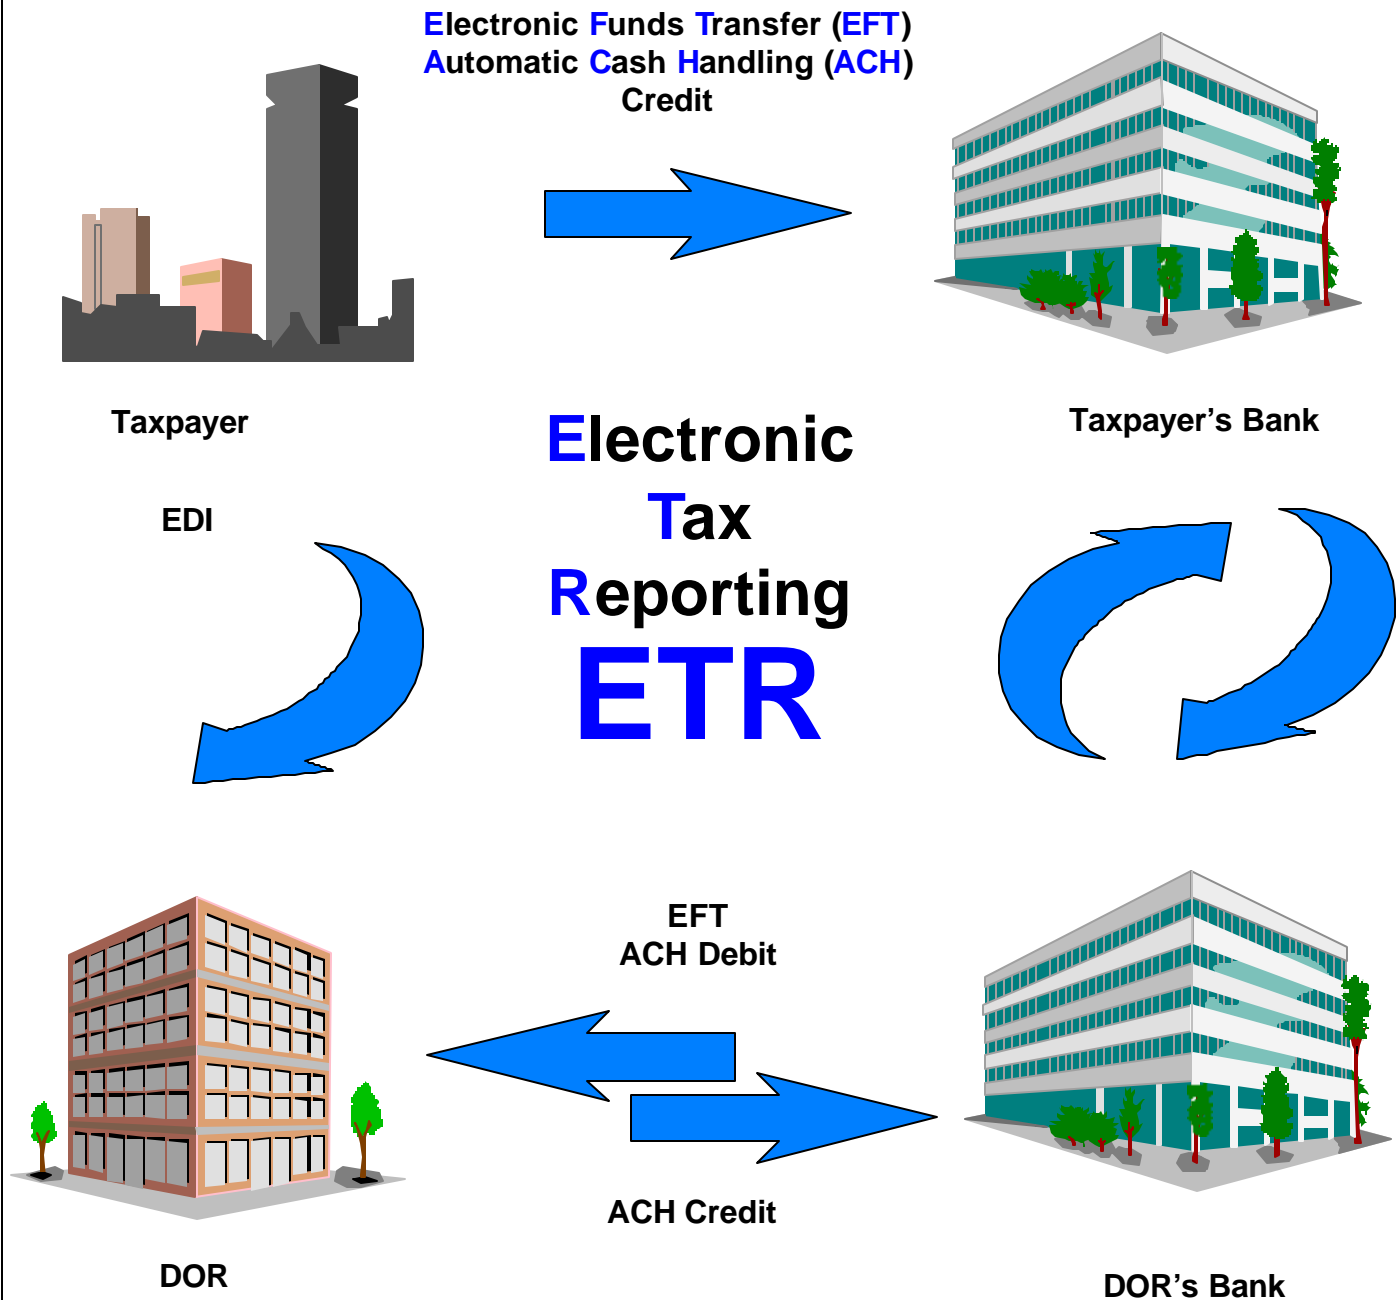 Electronic Funds Transfer (EFT)
Automatic Cash Handling (ACH)
Credit
Taxpayer
Taxpayer’s Bank
EDI
Electronic
Tax
Reporting
ETR
EFT
ACH Debit
ACH Credit
DOR
DOR’s Bank